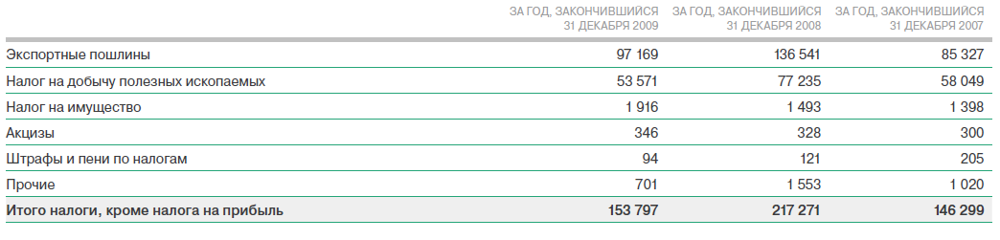 ЗА ГОД, ЗАКОНЧИВШИЙСЯ ЗА ГОД, ЗАКОНЧИВШИЙСЯ ЗА ГОД, ЗАКОНЧИВШИЙСЯ
31 ДЕКАБРЯ 2009 31 ДЕКАБРЯ 2008 31 ДЕКАБРЯ 2007
Экспортные пошлины 97 169 136 541 85 327
Налог на добычу полезных ископаемых 53 571 77 235 58 049
Налог на имущество 1 916 1 493 1 398
Акцизы 346 328 300
Штрафы и пени по налогам 94 121 205
Прочие 701 1 553 1 020
Итого налоги, кроме налога на прибыль 153 797 217 271 146 299